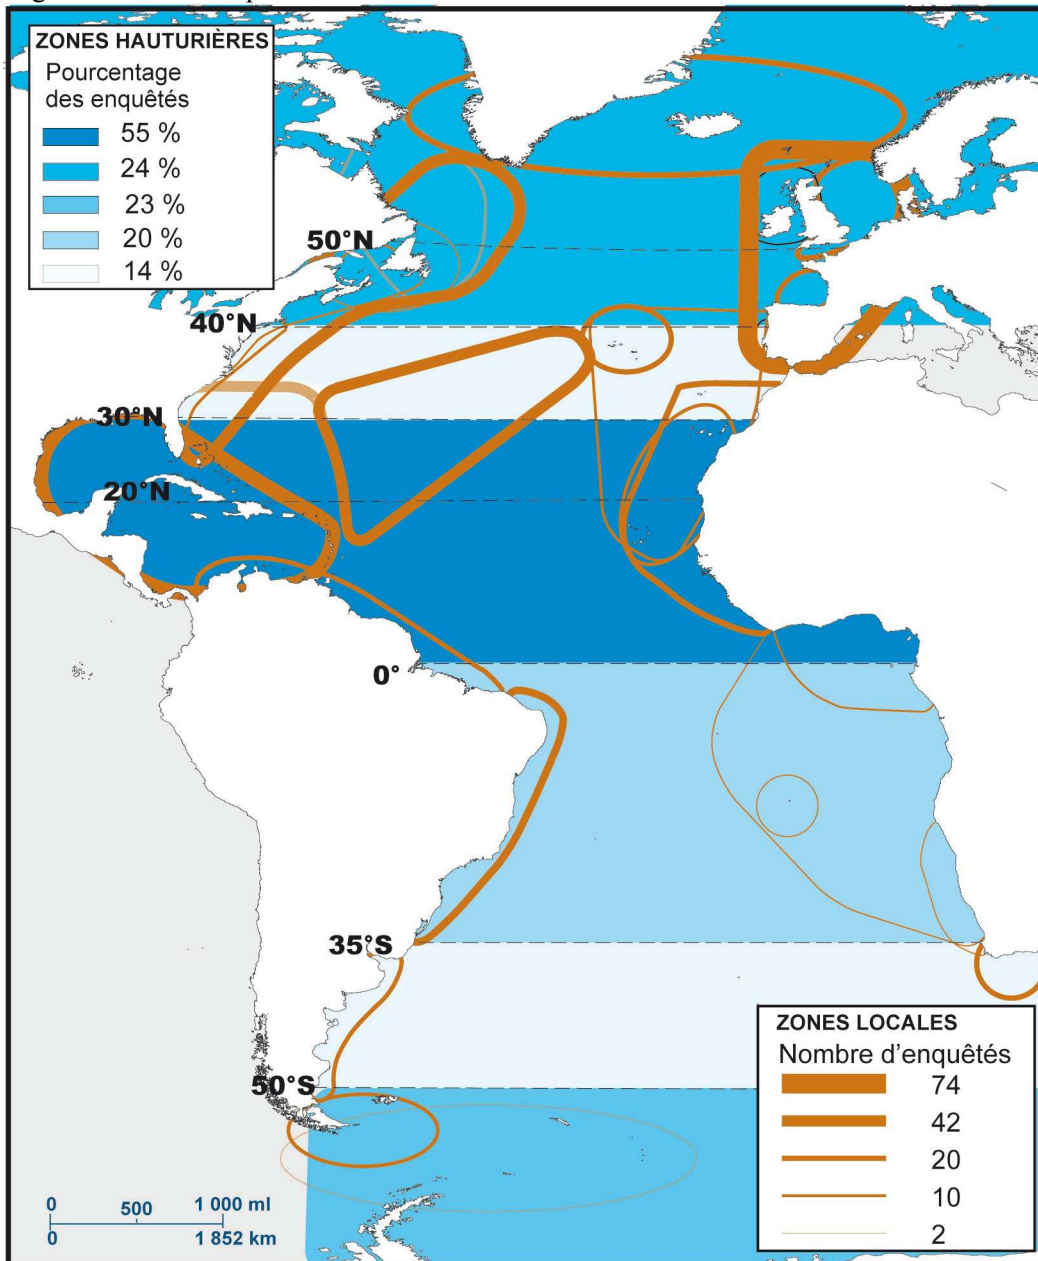 ZONES HAUTURIÈRES
Pourcentage
des enquêtés
55 %
24 %
23 %
20 %
14 %
50°N
40°N
30°N
20°N
0°
35°S
50°S
ZONES LOCALES
Nombre d'enquêtés
74
42
20
10
2
0 500 1 000 ml
0 1 852 km